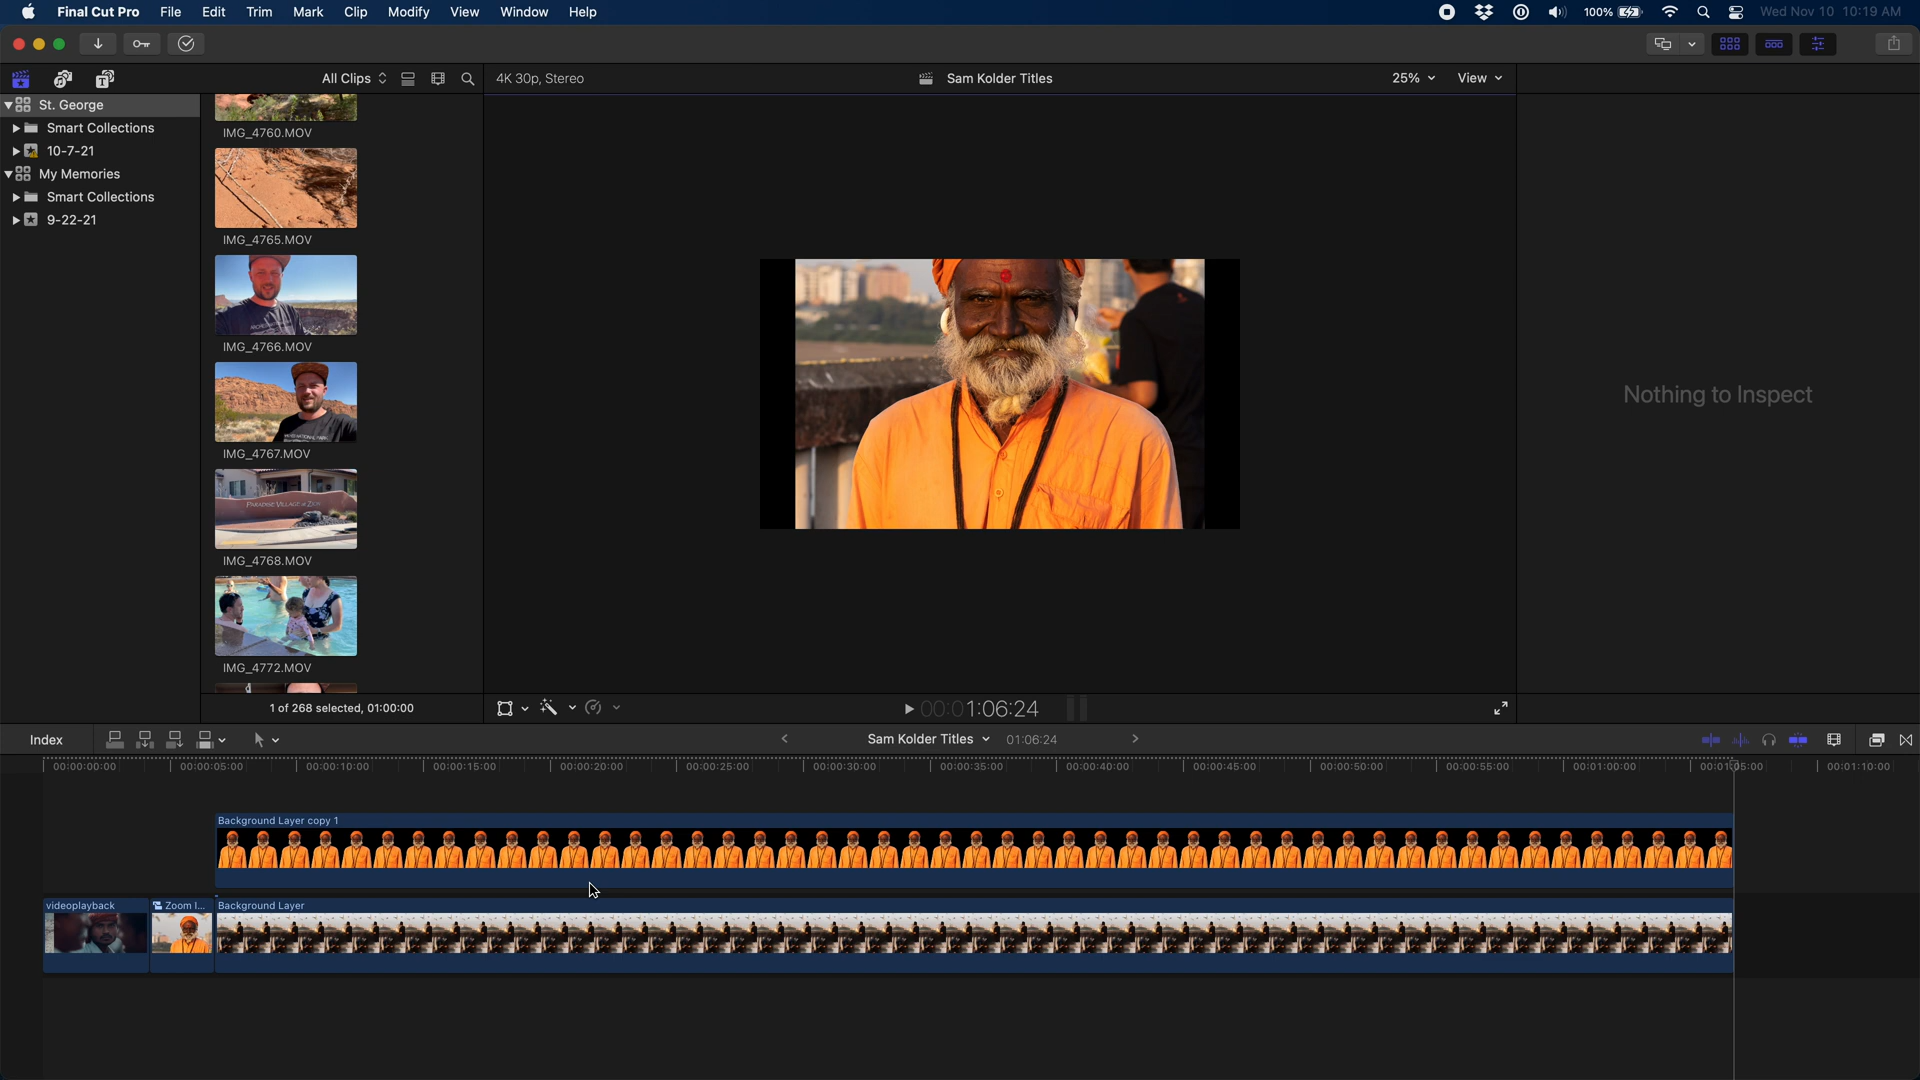 Final Cut Pro File Edit Trim Mark Clip Modify View Window Help 100% Wed Nov 10 10:19 AM
All Clips 4K 30p, Stereo Sam Kolder Titles 25% View
St. George
Smart Collections
10-7-21
My Memories
Smart Collections
9-22-21
IMG_4760.MOV
IMG_4765.MOV
IMG_4766.MOV
IMG_4767.MOV
PARADISE VILLAGE AT ZION
IMG_4768.MOV
IMG_4772.MOV
Nothing to Inspect
1 of 268 selected, 01:00:00
00:01:06:24
Index Sam Kolder Titles 01:06:24
00:00:00:00 00:00:05:00 00:00:10:00 00:00:15:00 00:00:20:00 00:00:25:00 00:00:30:00 00:00:35:00 00:00:40:00 00:00:45:00 00:00:50:00 00:00:55:00 00:01:00:00 00:01:05:00 00:01:10:00
Background Layer copy 1
videoplayback Zoom I... Background Layer